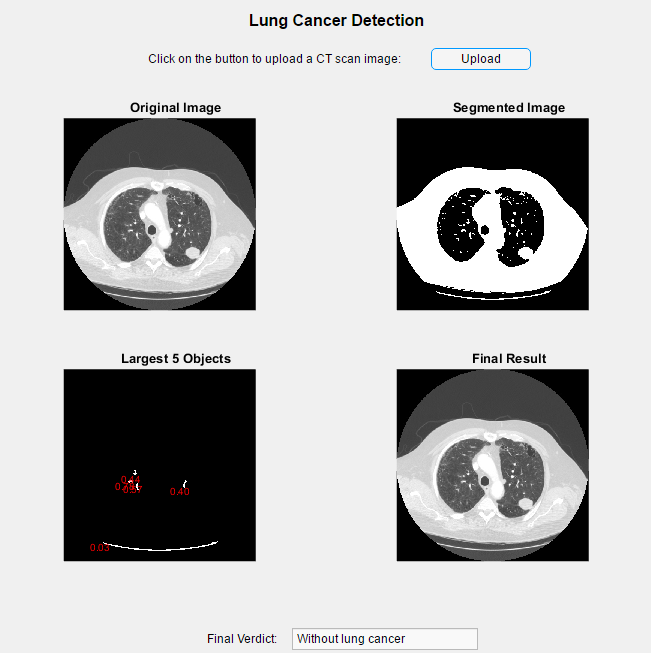 Lung Cancer Detection
Click on the button to upload a CT scan image:
Upload
Original Image
Segmented Image
Largest 5 Objects
Final Result
0.40
0.03
Final Verdict:
Without lung cancer